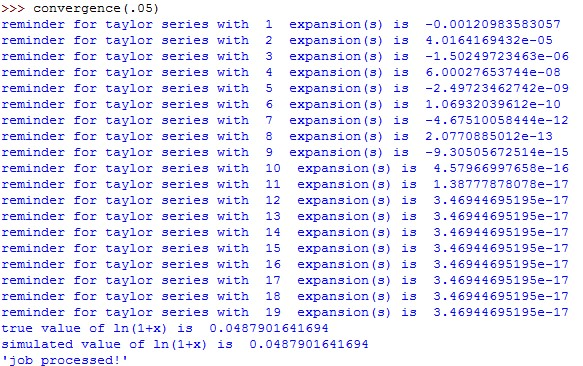 >>> convergence(.05)
reminder for taylor series with  1  expansion(s) is  -0.00120983583057
reminder for taylor series with  2  expansion(s) is  4.0164169432e-05
reminder for taylor series with  3  expansion(s) is  -1.50249723463e-06
reminder for taylor series with  4  expansion(s) is  6.00027653744e-08
reminder for taylor series with  5  expansion(s) is  -2.49723462742e-09
reminder for taylor series with  6  expansion(s) is  1.06932039612e-10
reminder for taylor series with  7  expansion(s) is  -4.67510058444e-12
reminder for taylor series with  8  expansion(s) is  2.0770885012e-13
reminder for taylor series with  9  expansion(s) is  -9.30505672514e-15
reminder for taylor series with  10  expansion(s) is  4.57966997658e-16
reminder for taylor series with  11  expansion(s) is  1.38777878078e-17
reminder for taylor series with  12  expansion(s) is  3.46944695195e-17
reminder for taylor series with  13  expansion(s) is  3.46944695195e-17
reminder for taylor series with  14  expansion(s) is  3.46944695195e-17
reminder for taylor series with  15  expansion(s) is  3.46944695195e-17
reminder for taylor series with  16  expansion(s) is  3.46944695195e-17
reminder for taylor series with  17  expansion(s) is  3.46944695195e-17
reminder for taylor series with  18  expansion(s) is  3.46944695195e-17
reminder for taylor series with  19  expansion(s) is  3.46944695195e-17
true value of ln(1+x) is  0.0487901641694
simulated value of ln(1+x) is  0.0487901641694
'job processed!'